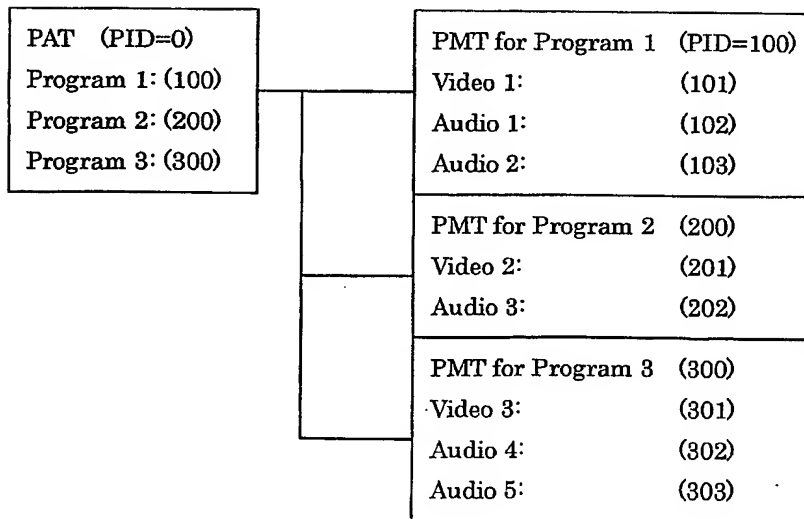 PAT (PID=0)
Program 1: (100)
Program 2: (200)
Program 3: (300)
PMT for Program 1 (PID=100)
Video 1: (101)
Audio 1: (102)
Audio 2: (103)
PMT for Program 2 (200)
Video 2: (201)
Audio 3: (202)
PMT for Program 3 (300)
Video 3: (301)
Audio 4: (302)
Audio 5: (303)